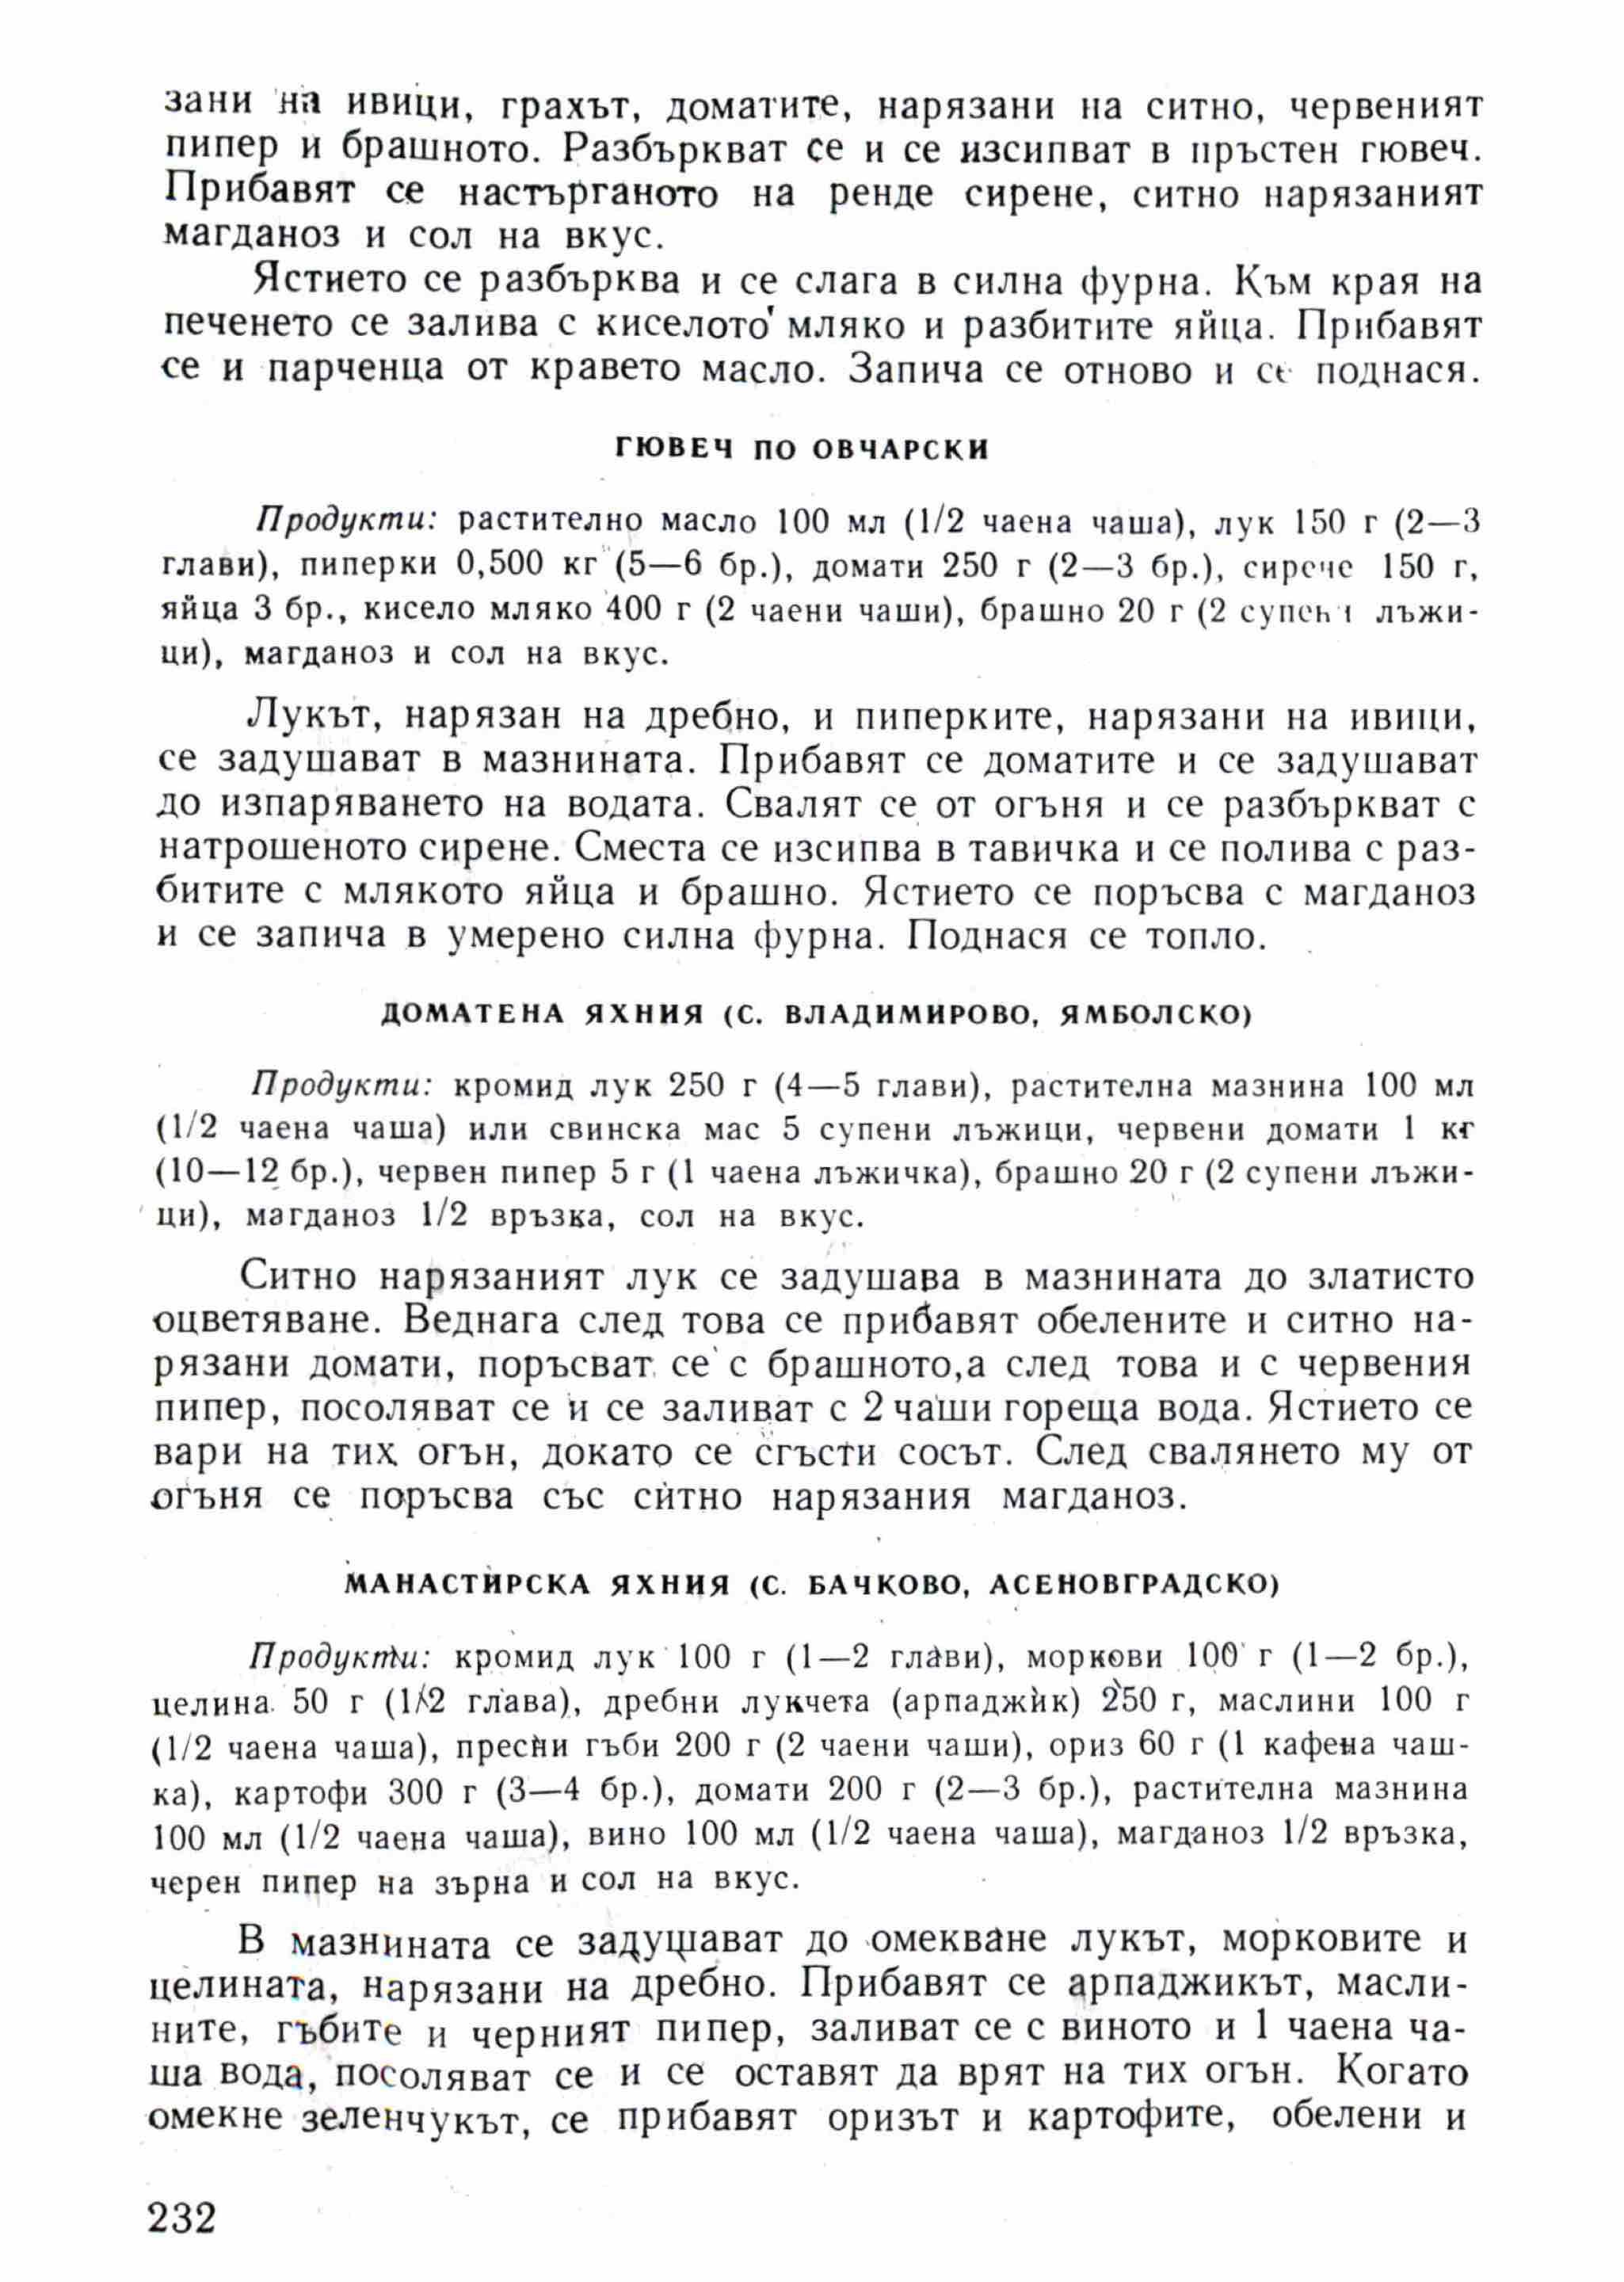 зани на ивици, грахът, доматите, нарязани на ситно, червеният
пипер и брашното. Разбъркват се и се изсипват в пръстен гювеч.
Прибавят се настърганото на ренде сирене, ситно нарязаният
магданоз и сол на вкус.
Ястието се разбърква и се слага в силна фурна. Към края на
печенето се залива с киселото мляко и разбитите яйца. Прибавят
се и парченца от кравето масло. Запича се отново и се поднася.
ГЮВЕЧ ПО ОВЧАРСКИ
Продукти: растително масло 100 мл (1/2 чаена чаша), лук 150 г (2—3
глави), пиперки 0,500 кг (5—6 бр.), домати 250 г (2—3 бр.), сирене 150 г,
яйца 3 бр., кисело мляко 400 г (2 чаени чаши), брашно 20 г (2 супени лъжи-
ци), магданоз и сол на вкус.
Лукът, нарязан на дребно, и пиперките, нарязани на ивици,
се задушават в мазнината. Прибавят се доматите и се задушават
до изпаряването на водата. Свалят се от огъня и се разбъркват с
натрошеното сирене. Сместа се изсипва в тавичка и се полива с раз-
битите с млякото яйца и брашно. Ястието се поръсва с магданоз
и се запича в умерено силна фурна. Поднася се топло.
ДОМАТЕНА ЯХНИЯ (С. ВЛАДИМИРОВО, ЯМБОЛСКО)
Продукти: кромид лук 250 г (4—5 глави), растителна мазнина 100 мл
(1/2 чаена чаша) или свинска мас 5 супени лъжици, червени домати 1 кг
(10—12 бр.), червен пипер 5 г (1 чаена лъжичка), брашно 20 г (2 супени лъжи-
ци), магданоз 1/2 връзка, сол на вкус.
Ситно нарязаният лук се задушава в мазнината до златисто
оцветяване. Веднага след това се прибавят обелените и ситно на-
рязани домати, поръсват се с брашното,а след това и с червения
пипер, посоляват се и се заливат с 2 чаши гореща вода. Ястието се
вари на тих огън, докато се сгъсти сосът. След свалянето му от
огъня се поръсва със ситно нарязания магданоз.
МАНАСТИРСКА ЯХНИЯ (С. БАЧКОВО, АСЕНОВГРАДСКО)
Продукти: кромид лук 100 г (1—2 глави), моркови 100 г (1—2 бр.),
целина 50 г (1/2 глава), дребни лукчета (арпаджик) 250 г, маслини 100 г
(1/2 чаена чаша), пресни гъби 200 г (2 чаени чаши), ориз 60 г (1 кафена чаш-
ка), картофи 300 г (3—4 бр.), домати 200 г (2—3 бр.), растителна мазнина
100 мл (1/2 чаена чаша), вино 100 мл (1/2 чаена чаша), магданоз 1/2 връзка,
черен пипер на зърна и сол на вкус.
В мазнината се задушават до омекване лукът, морковите и
целината, нарязани на дребно. Прибавят се арпаджикът, масли-
ните, гъбите и черният пипер, заливат се с виното и 1 чаена ча-
ша вода, посоляват се и се оставят да врят на тих огън. Когато
омекне зеленчукът, се прибавят оризът и картофите, обелени и
232